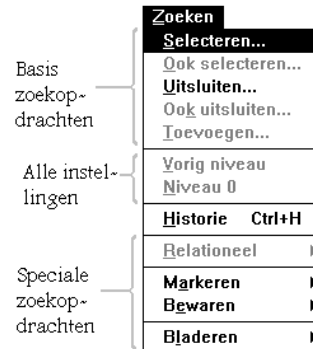 Zoeken
Selecteren...
Ook selecteren...
Uitsluiten...
Ook uitsluiten...
Toevoegen...
Basis
zoekop~
drachten
Vorig niveau
Niveau 0
Alle instel~
lingen
Historie Ctrl+H
Relationeel
Markeren
Bewaren
Bladeren
Speciale
zoekop~
drachten